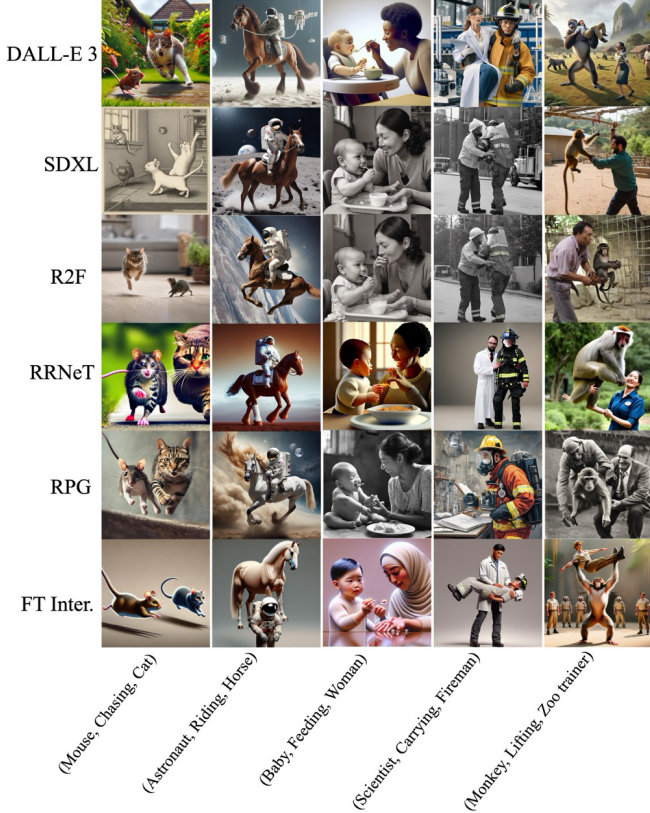 DALL-E 3
SDXL
R2F
RRNeT
RPG
FT Inter.
(Mouse, Chasing, Cat)
(Astronaut, Riding, Horse)
(Baby, Feeding, Woman)
(Scientist, Carrying, Fireman)
(Monkey, Lifting, Zoo trainer)